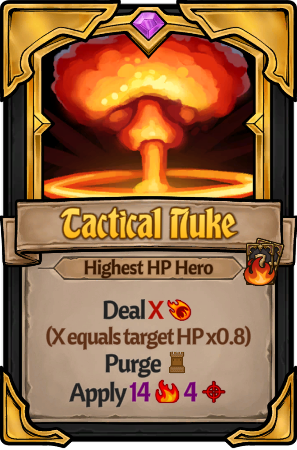 Tactical Nuke
Highest HP Hero
Deal X
(X equals target HP x0.8)
Purge
Apply 14 4